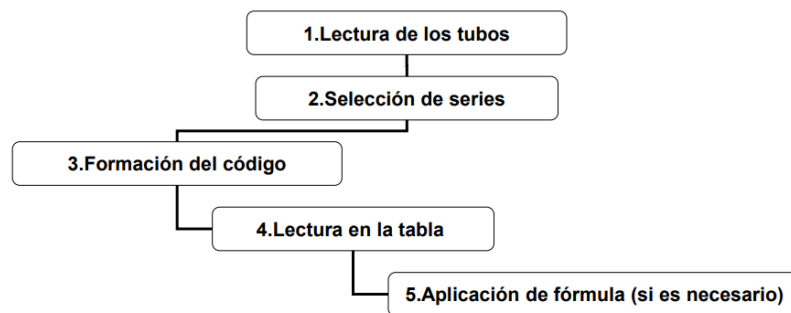 1.Lectura de los tubos
2.Selección de series
3.Formación del código
4.Lectura en la tabla
5.Aplicación de fórmula (si es necesario)